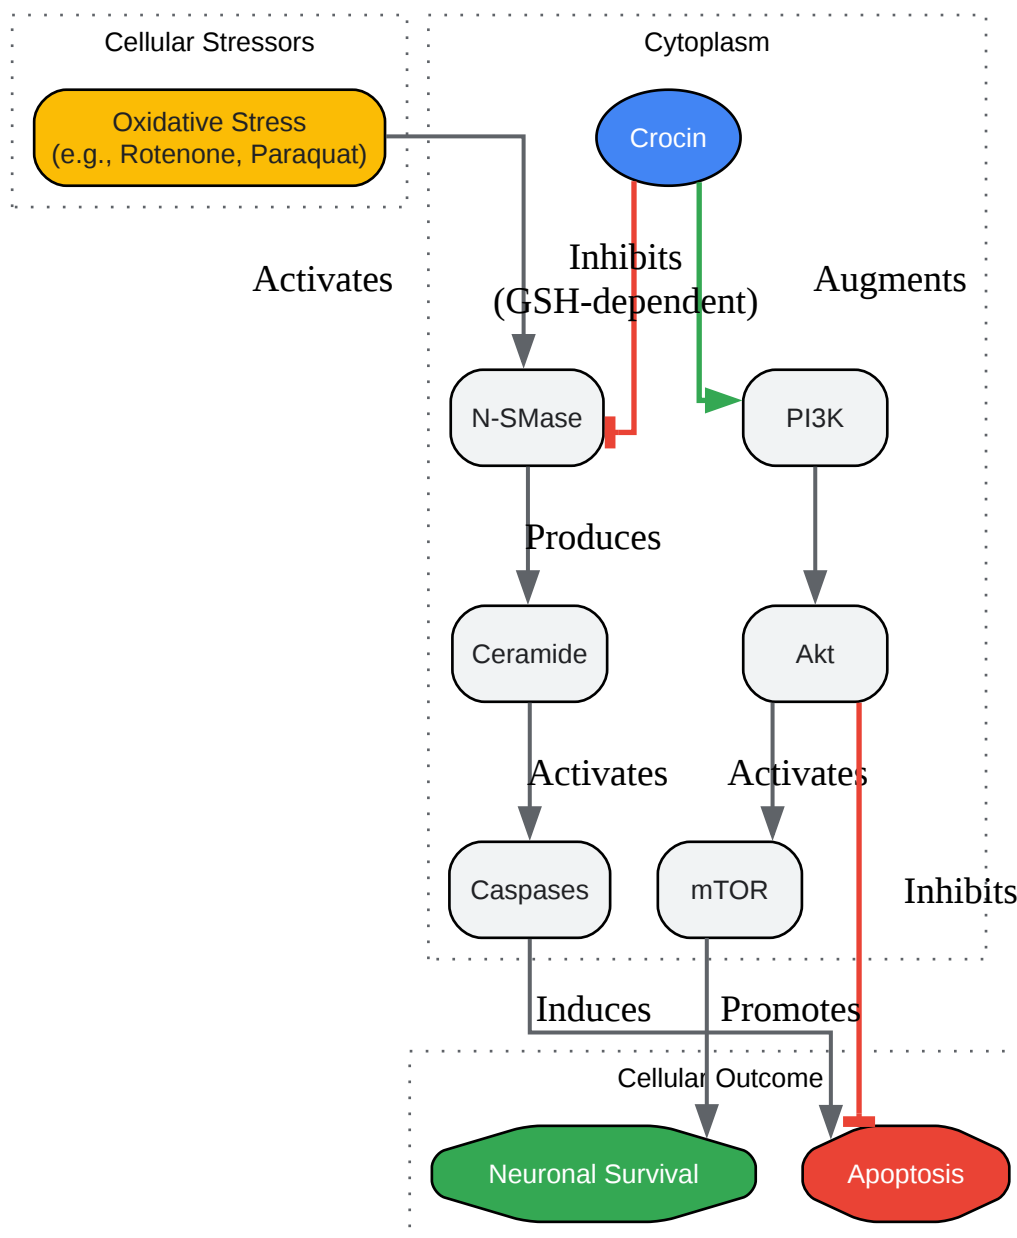 Cellular Stressors
Cytoplasm
Oxidative Stress
(e.g., Rotenone, Paraquat)
Crocin
Activates
Inhibits
(GSH-dependent)
Augments
N-SMase
PI3K
Produces
Ceramide
Akt
Activates
Activates
Caspases
mTOR
Inhibits
Induces
Promotes
Cellular Outcome
Neuronal Survival
Apoptosis